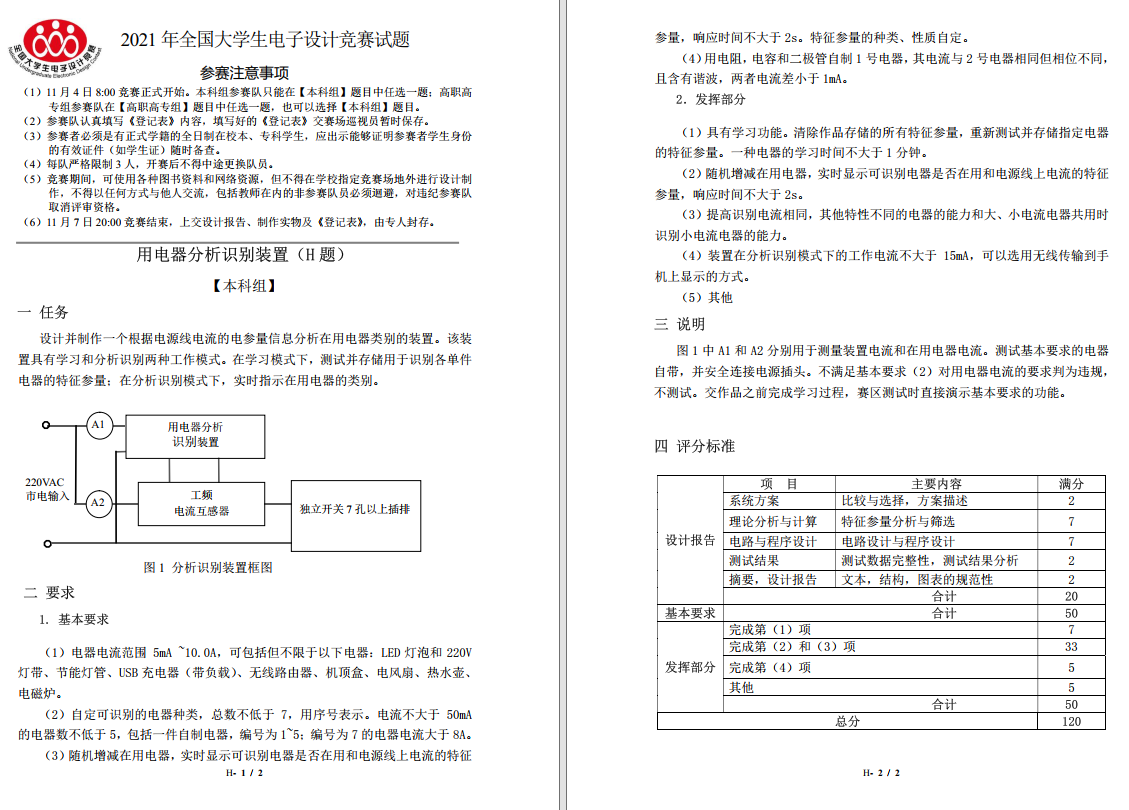 全国大学生电子设计竞赛
National Undergraduate Electronic Design Contest
2021 年全国大学生电子设计竞赛试题
参赛注意事项
（1）11 月 4 日 8:00 竞赛正式开始。本科组参赛队只能在【本科组】题目中任选一题；高职高
专组参赛队在【高职高专组】题目中任选一题，也可以选择【本科组】题目。
（2）参赛队认真填写《登记表》内容，填写好的《登记表》交赛场巡视员暂时保存。
（3）参赛者必须是有正式学籍的全日制在校本、专科学生，应出示能够证明参赛者学生身份
的有效证件（如学生证）随时备查。
（4）每队严格限制 3 人，开赛后不得中途更换队员。
（5）竞赛期间，可使用各种图书资料和网络资源，但不得在学校指定竞赛场地外进行设计制
作，不得以任何方式与他人交流，包括教师在内的非参赛队员必须迴避，对违纪参赛队
取消评审资格。
（6）11 月 7 日 20:00 竞赛结束，上交设计报告、制作实物及《登记表》，由专人封存。
用电器分析识别装置（H 题）
【本科组】
一 任务
设计并制作一个根据电源线电流的电参量信息分析在用电器类别的装置。该装
置具有学习和分析识别两种工作模式。在学习模式下，测试并存储用于识别各单件
电器的特征参量；在分析识别模式下，实时指示在用电器的类别。
A1
用电器分析
识别装置
220VAC
市电输入
A2
工频
电流互感器
独立开关 7 孔以上插排
图 1 分析识别装置框图
二 要求
1. 基本要求
（1）电器电流范围 5mA ~10.0A，可包括但不限于以下电器：LED 灯泡和 220V
灯带、节能灯管、USB 充电器（带负载）、无线路由器、机顶盒、电风扇、热水壶、
电磁炉。
（2）自定可识别的电器种类，总数不低于 7，用序号表示。电流不大于 50mA
的电器数不低于 5，包括一件自制电器，编号为 1~5；编号为 7 的电器电流大于 8A。
（3）随机增减在用电器，实时显示可识别电器是否在用和电源线上电流的特征
H- 1 / 2
参量，响应时间不大于 2s。特征参量的种类、性质自定。
（4）用电阻，电容和二极管自制 1 号电器，其电流与 2 号电器相同但相位不同，
且含有谐波，两者电流差小于 1mA。
2. 发挥部分
（1）具有学习功能。清除作品存储的所有特征参量，重新测试并存储指定电器
的特征参量。一种电器的学习时间不大于 1 分钟。
（2）随机增减在用电器，实时显示可识别电器是否在用和电源线上电流的特征
参量，响应时间不大于 2s。
（3）提高识别电流相同，其他特性不同的电器的能力和大、小电流电器共用时
识别小电流电器的能力。
（4）装置在分析识别模式下的工作电流不大于 15mA，可以选用无线传输到手
机上显示的方式。
（5）其他
三 说明
图 1 中 A1 和 A2 分别用于测量装置电流和在用电器电流。测试基本要求的电器
自带，并安全连接电源插头。不满足基本要求（2）对用电器电流的要求判为违规，
不测试。交作品之前完成学习过程，赛区测试时直接演示基本要求的功能。
四 评分标准
项 目 主要内容 满分
设计报告 系统方案 比较与选择，方案描述 2
理论分析与计算 特征参量分析与筛选 7
电路与程序设计 电路设计与程序设计 7
测试结果 测试数据完整性，测试结果分析 2
摘要，设计报告 文本，结构，图表的规范性 2
合计 20
基本要求 合计 50
发挥部分 完成第（1）项 7
完成第（2）和（3）项 33
完成第（4）项 5
其他 5
合计 50
总分 120
H- 2 / 2